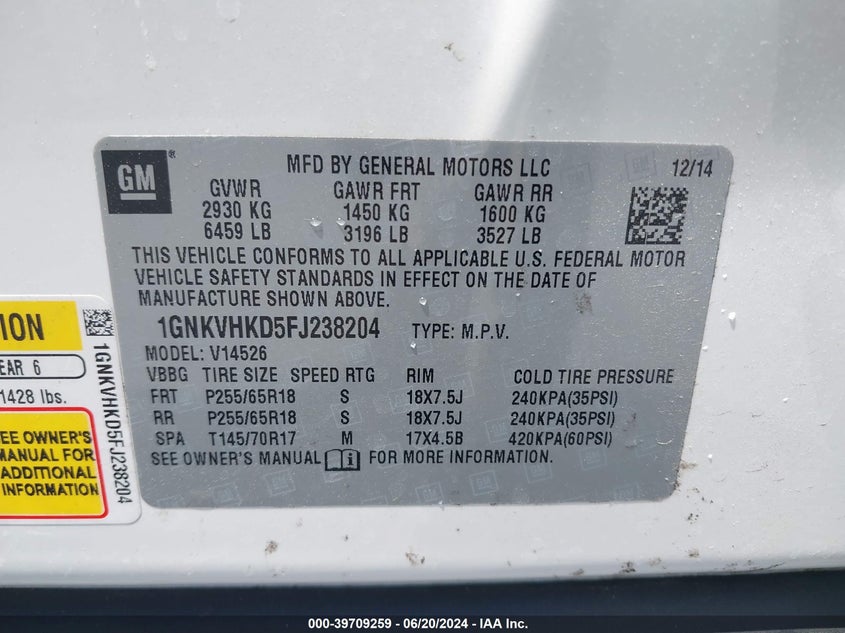 GM ®
MFD BY GENERAL MOTORS LLC 12/14
GVWR GAWR FRT GAWR RR
2930 KG 1450 KG 1600 KG
6459 LB 3196 LB 3527 LB
THIS VEHICLE CONFORMS TO ALL APPLICABLE U.S. FEDERAL MOTOR
VEHICLE SAFETY STANDARDS IN EFFECT ON THE DATE OF
MANUFACTURE SHOWN ABOVE.
1GNKVHKD5FJ238204 TYPE: M.P.V.
MODEL: V14526
VBBG TIRE SIZE SPEED RTG RIM COLD TIRE PRESSURE
FRT P255/65R18 S 18X7.5J 240KPA(35PSI)
RR P255/65R18 S 18X7.5J 240KPA(35PSI)
SPA T145/70R17 M 17X4.5B 420KPA(60PSI)
SEE OWNER'S MANUAL FOR MORE INFORMATION.
ION
EAR 6
1428 lbs.
EE OWNER'S
MANUAL FOR
ADDITIONAL
INFORMATION
1GNKVHKD5FJ238204
000-39709259 - 06/20/2024 - IAA Inc.